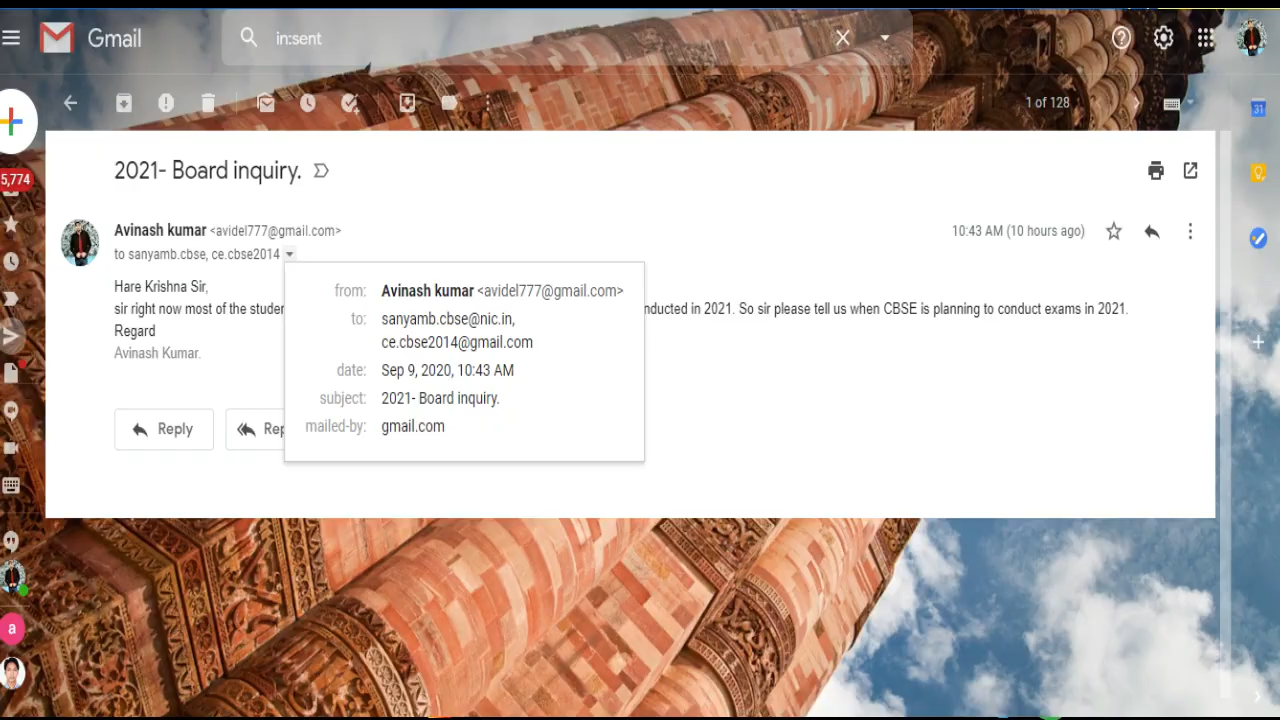 Gmail
in:sent
1 of 128
31
5,774
2021- Board inquiry.
Avinash kumar <avidel777@gmail.com>
10:43 AM (10 hours ago)
to sanyamb.cbse, ce.cbse2014
Hare Krishna Sir,
sir right now most of the studen
nducted in 2021. So sir please tell us when CBSE is planning to conduct exams in 2021.
Regard
Avinash Kumar.
from: Avinash kumar <avidel777@gmail.com>
to: sanyamb.cbse@nic.in,
ce.cbse2014@gmail.com
date: Sep 9, 2020, 10:43 AM
subject: 2021- Board inquiry.
mailed-by: gmail.com
Reply
Rep
a